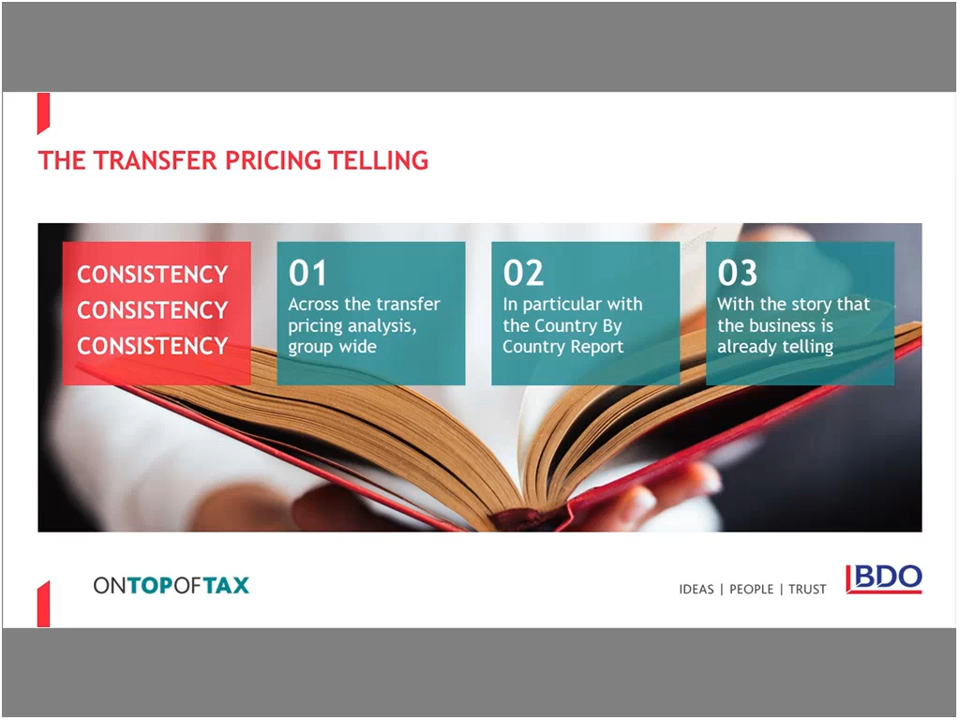 THE TRANSFER PRICING TELLING
CONSISTENCY
CONSISTENCY
CONSISTENCY
01
Across the transfer
pricing analysis,
group wide
02
In particular with
the Country By
Country Report
03
With the story that
the business is
already telling
ONTOPOFTAX
IDEAS | PEOPLE | TRUST
BDO